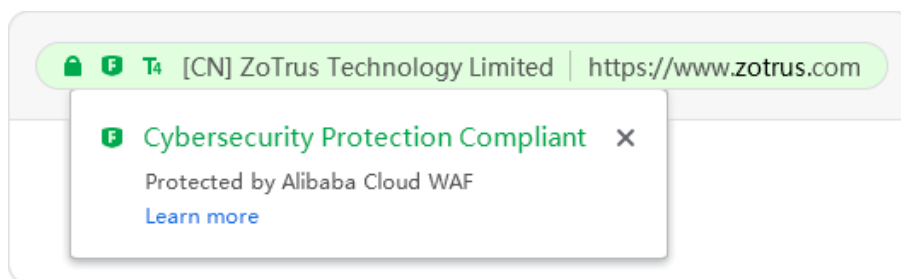 F T4 [CN] ZoTrus Technology Limited | https://www.zotrus.com
F Cybersecurity Protection Compliant ×
Protected by Alibaba Cloud WAF
Learn more